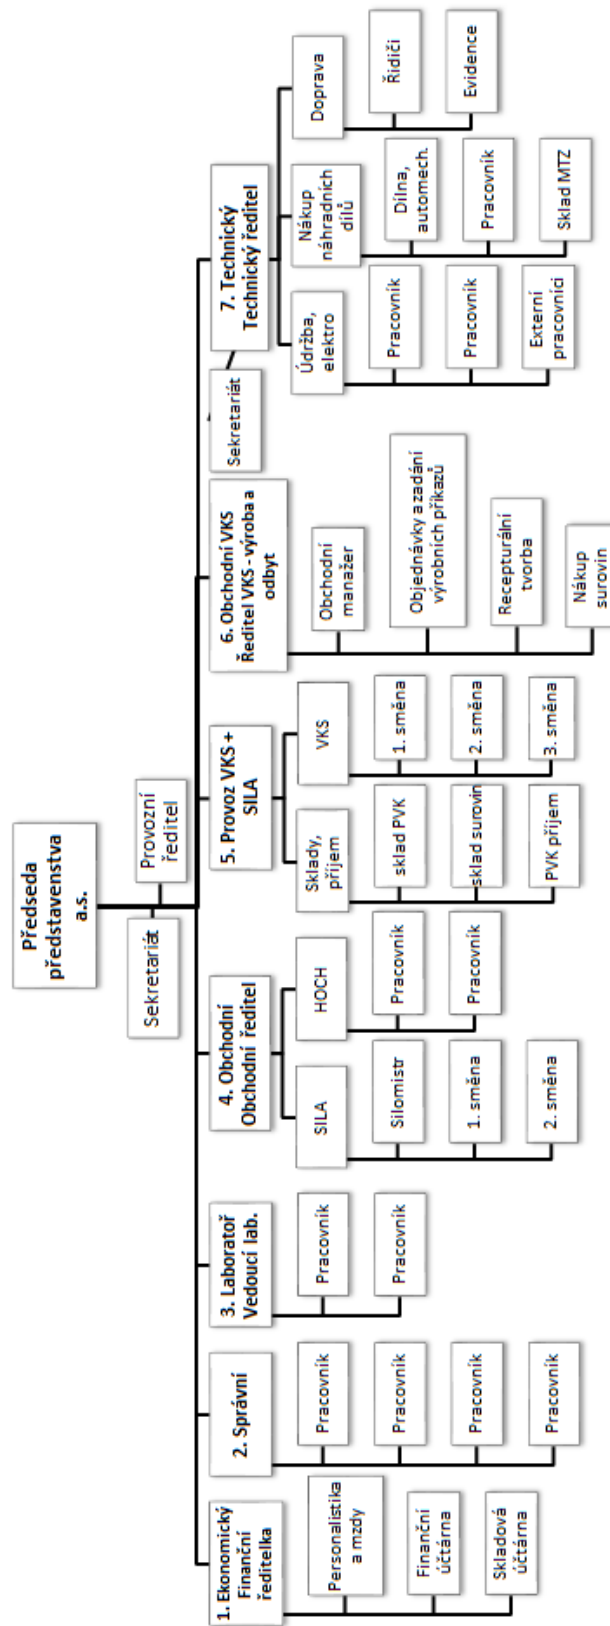 Předseda
představenstva
a.s.
Sekretariát
Provozní
ředitel
1. Ekonomický
Finanční
ředitelka
Personalistika
a mzdy
Finanční
účtárna
Skladová
účtárna
2. Správní
Pracovník
Pracovník
Pracovník
Pracovník
3. Laboratoř
Vedoucí lab.
Pracovník
Pracovník
4. Obchodní
Obchodní ředitel
SILA
Silomistr
1. směna
2. směna
HOCH
Pracovník
Pracovník
5. Provoz VKS +
SILA
Sklady,
příjem
sklad PVK
sklad surovin
PVK příjem
VKS
1. směna
2. směna
3. směna
6. Obchodní VKS
Ředitel VKS - výroba a
odbyt
Obchodní
manažer
Objednávky a zadání
výrobních příkazů
Recepturální
tvorba
Nákup
surovin
Sekretariát
7. Technický
Technický ředitel
Údržba,
elektro
Pracovník
Pracovník
Externí
pracovníci
Nákup
náhradních
dílů
Dílna,
automech.
Pracovník
Sklad MTZ
Doprava
Řidiči
Evidence